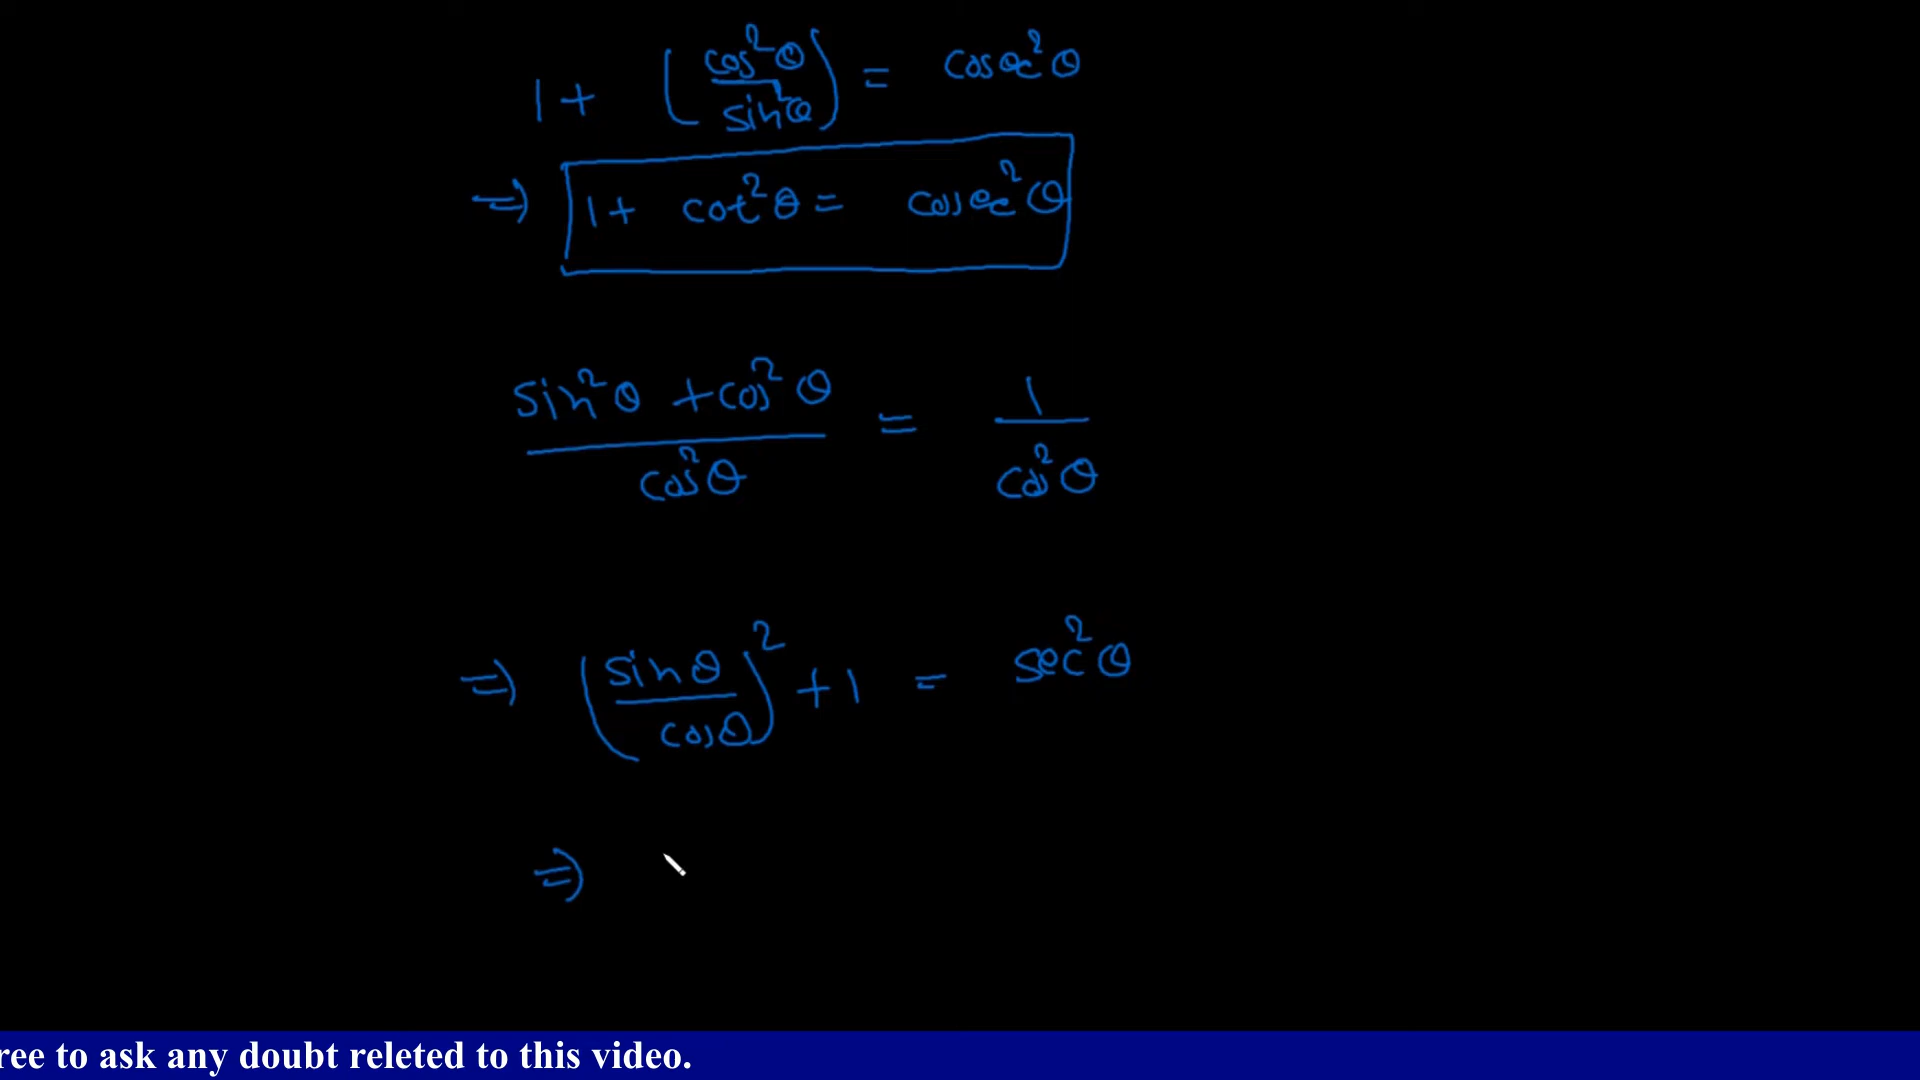 1 + (cos²θ/sin²θ) = cosec²θ
⇒ 1 + cot²θ = cosec²θ
sin²θ + cos²θ / cos²θ = 1 / cos²θ
⇒ (sinθ/cosθ)² + 1 = sec²θ
⇒
ree to ask any doubt releted to this video.